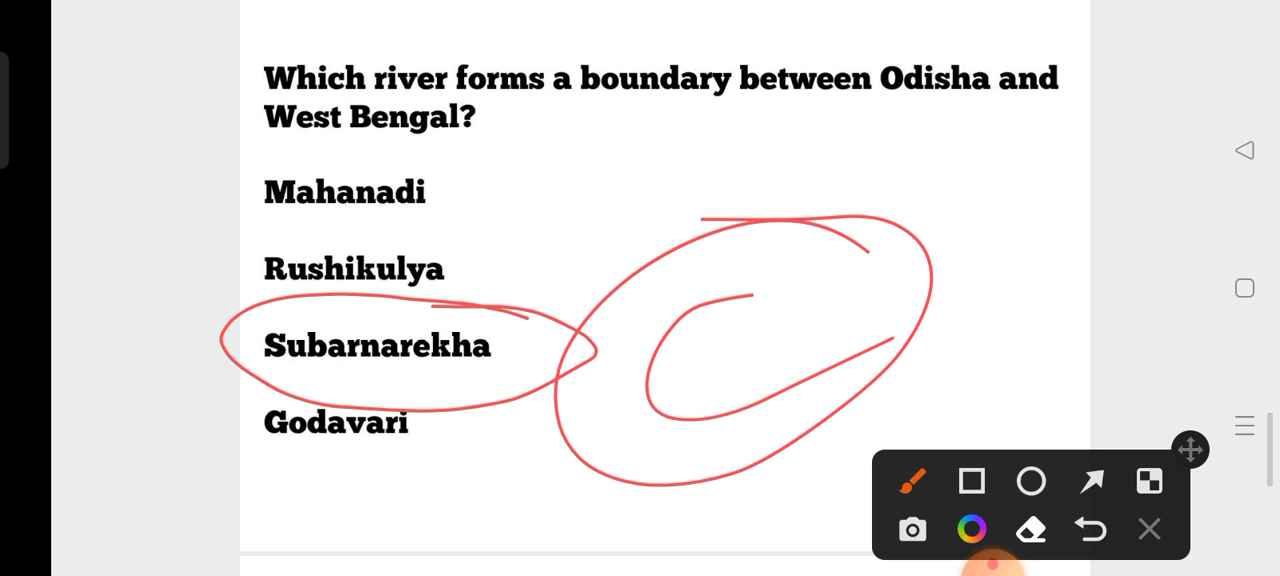 Which river forms a boundary between Odisha and
West Bengal?
Mahanadi
Rushikulya
Subarnarekha
Godavari
C